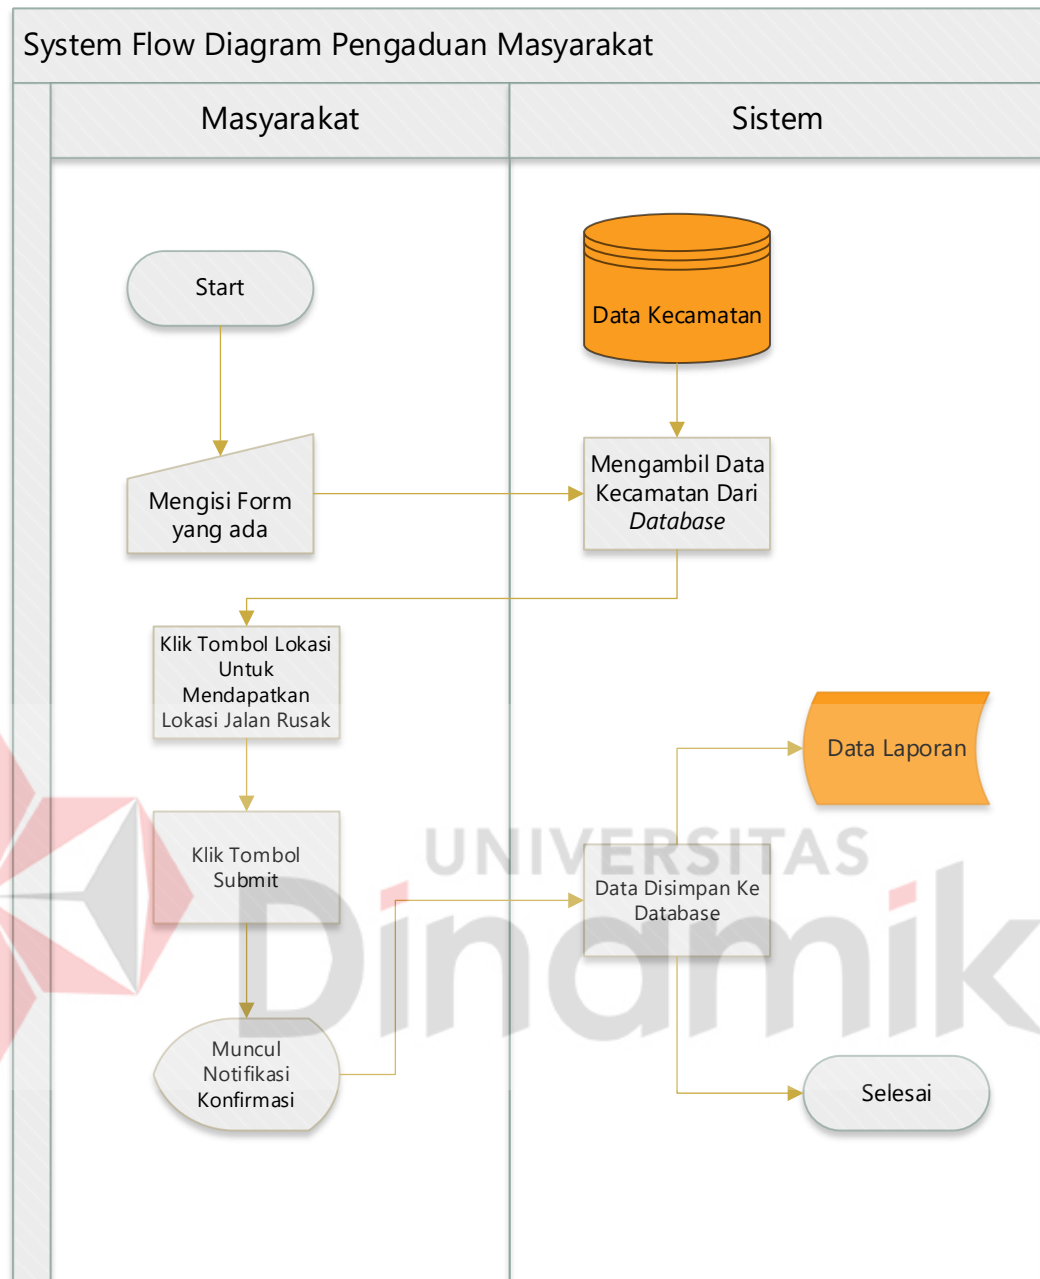 System Flow Diagram Pengaduan Masyarakat
Masyarakat
Sistem
Start
Data Kecamatan
Mengisi Form
yang ada
Mengambil Data
Kecamatan Dari
Database
Klik Tombol Lokasi
Untuk
Mendapatkan
Lokasi Jalan Rusak
Data Laporan
Klik Tombol
Submit
Data Disimpan Ke
Database
Muncul
Notifikasi
Konfirmasi
Selesai
UNIVERSITAS
Dinamik